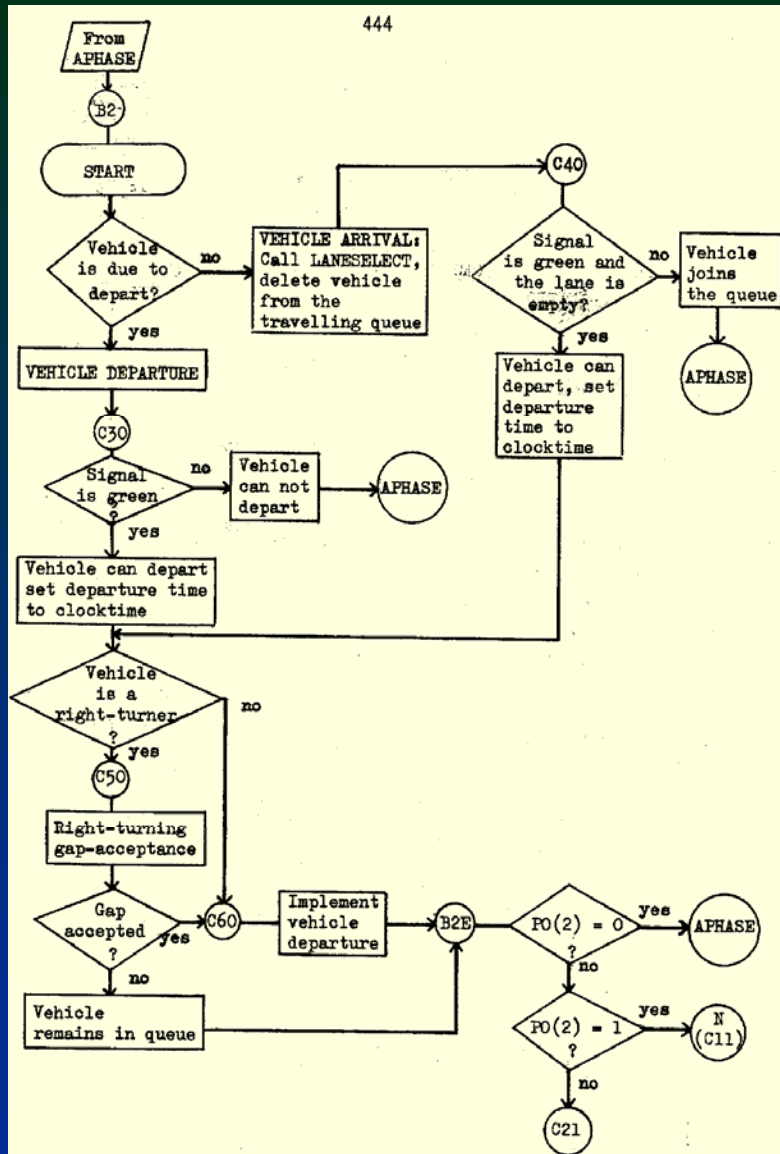 444
From
APHASE
B2
START
Vehicle
is due to
depart?
no
yes
VEHICLE ARRIVAL:
Call LANESELECT,
delete vehicle
from the
travelling queue
C40
Signal
is green and
the lane is
empty?
no
yes
Vehicle
joins
the queue
APHASE
Vehicle can
depart, set
departure
time to
clocktime
VEHICLE DEPARTURE
C30
Signal
is green
?
no
yes
Vehicle
can not
depart
APHASE
Vehicle can depart
set departure time
to clocktime
Vehicle
is a
right-turner
?
no
yes
C50
Right-turning
gap-acceptance
Gap
accepted
?
yes
no
C60
Implement
vehicle
departure
B2E
PO(2) = 0
?
yes
no
APHASE
Vehicle
remains in queue
PO(2) = 1
?
yes
no
N
(C11)
C21